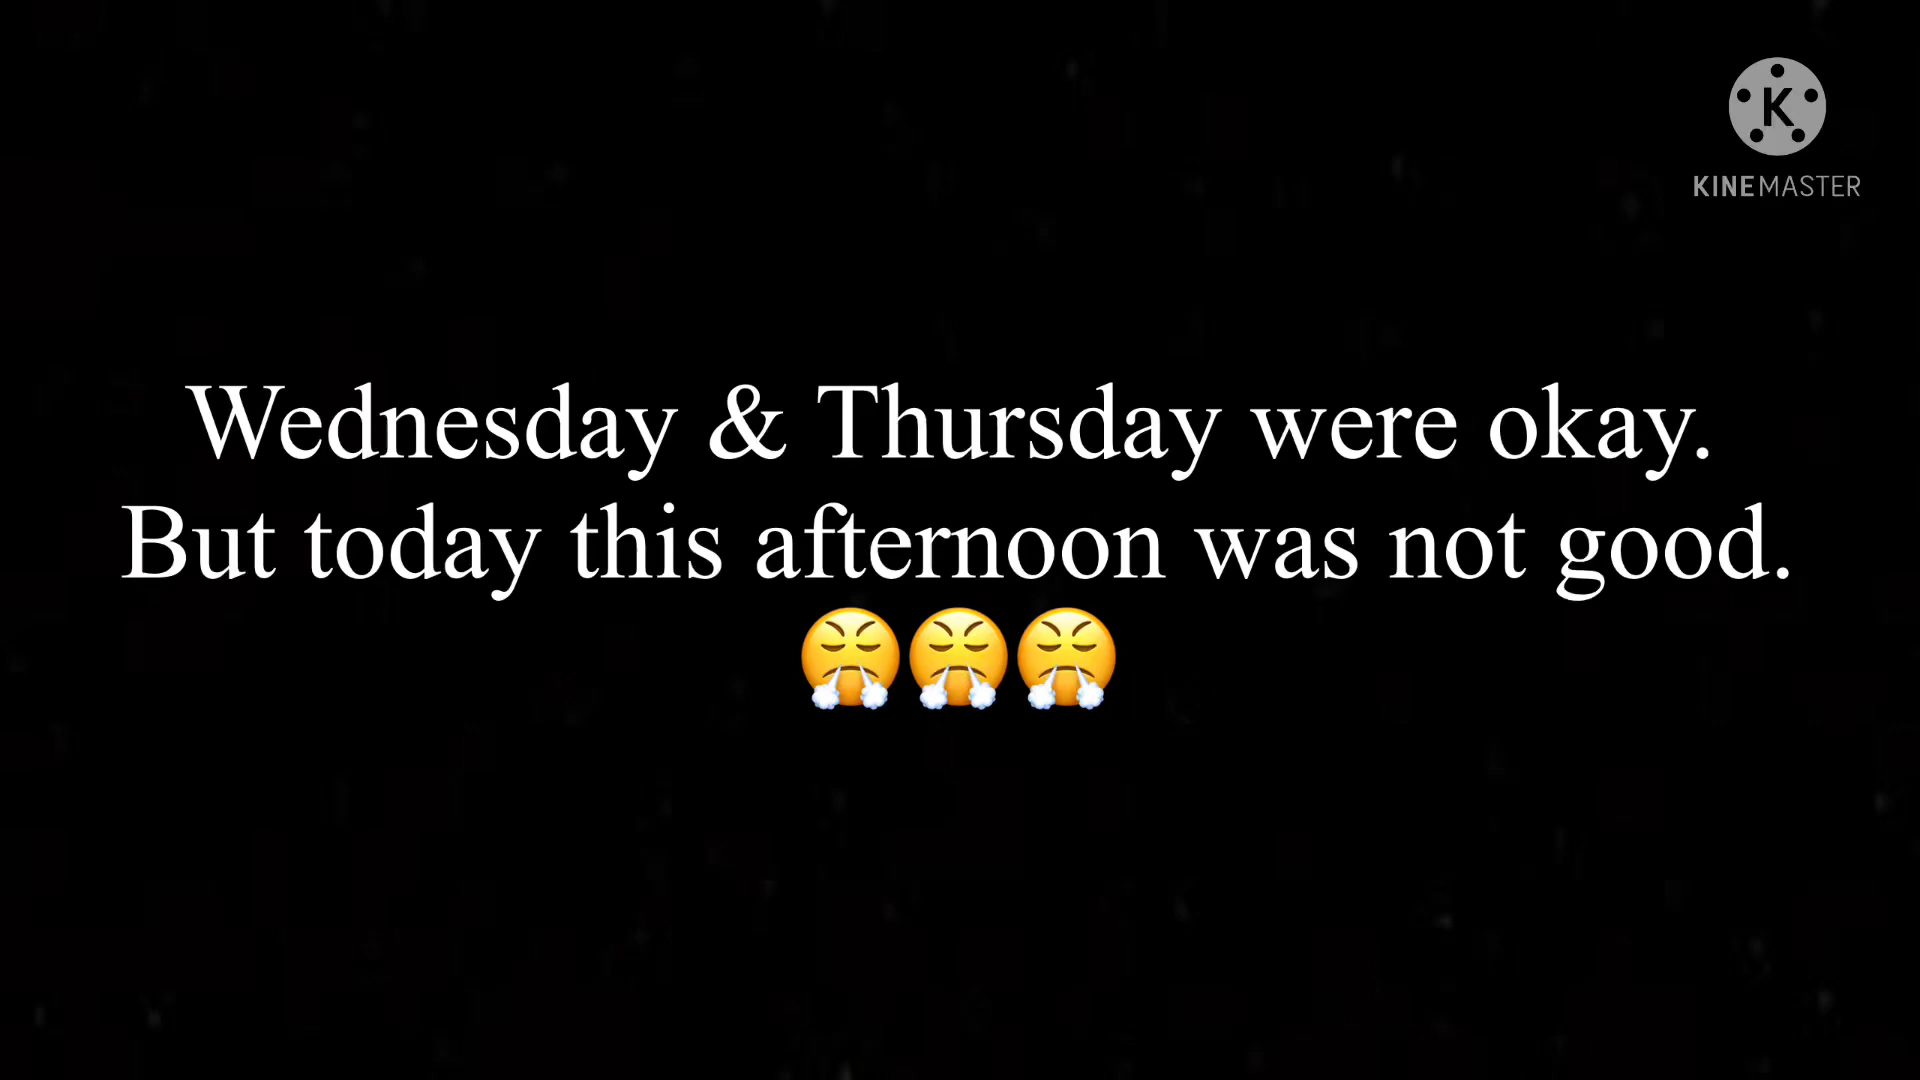 K
KINEMASTER
Wednesday & Thursday were okay.
But today this afternoon was not good.
😤😤😤